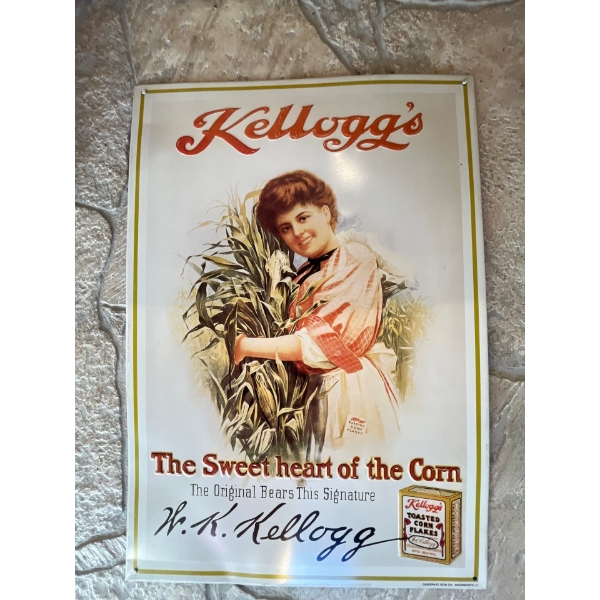 Kellogg's
The Sweet heart of the Corn
The Original Bears This Signature
W. K. Kellogg
Kellogg's
TOASTED
CORN
FLAKES